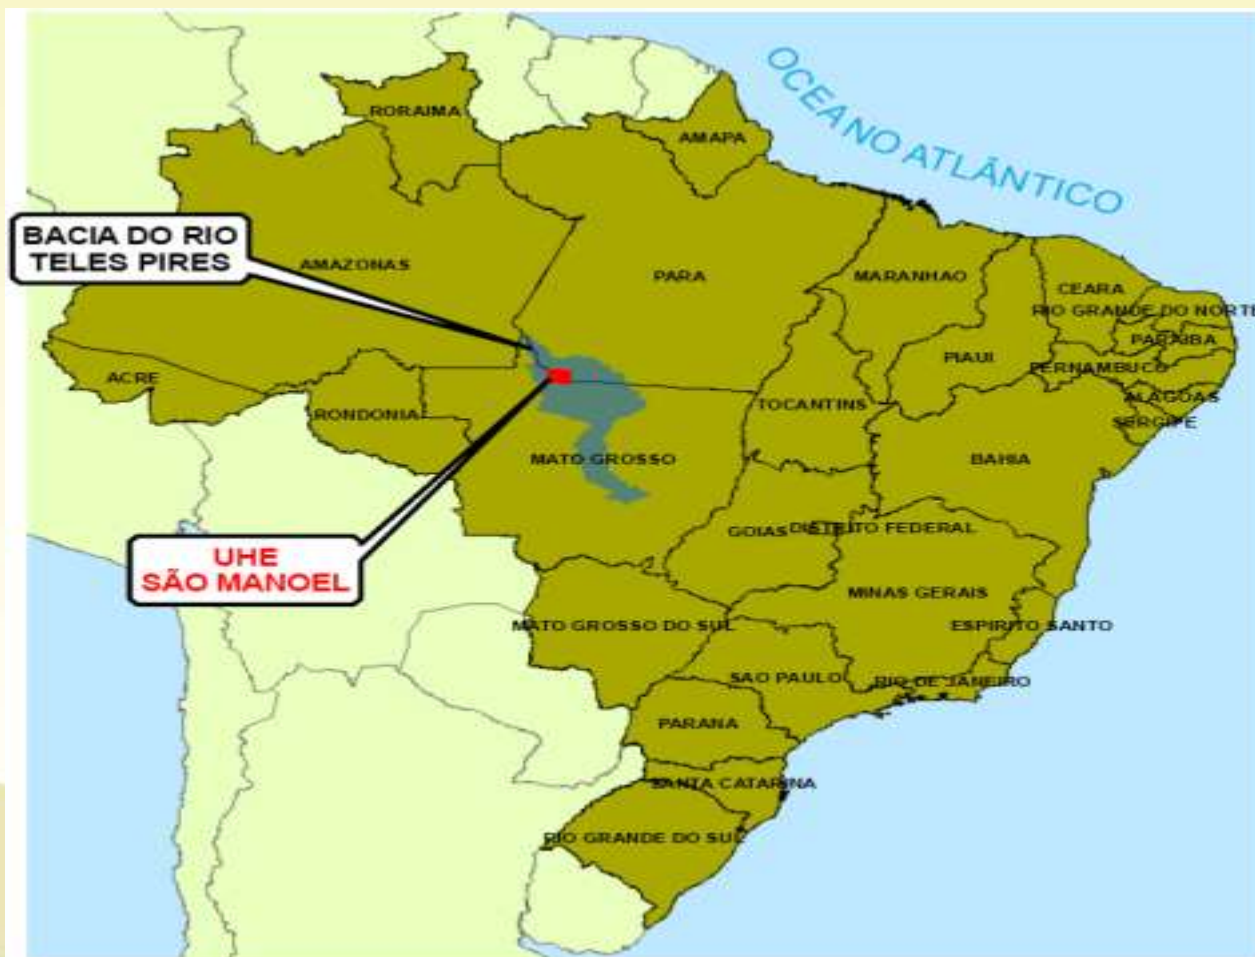 OCEANO ATLÂNTICO
RORAIMA
AMAPA
BACIA DO RIO
TELES PIRES
AMAZONAS
PARA
MARANHAO
CEARA
RIO GRANDE DO NORTE
PARAIBA
PIAUI
PERNAMBUCO
ACRE
RONDONIA
TOCANTINS
ALAGOAS
SERGIPE
MATO GROSSO
BAHIA
GOIAS
DISTRITO FEDERAL
UHE
SÃO MANOEL
MINAS GERAIS
MATO GROSSO DO SUL
ESPIRITO SANTO
SAO PAULO
RIO DE JANEIRO
PARANA
SANTA CATARINA
RIO GRANDE DO SUL